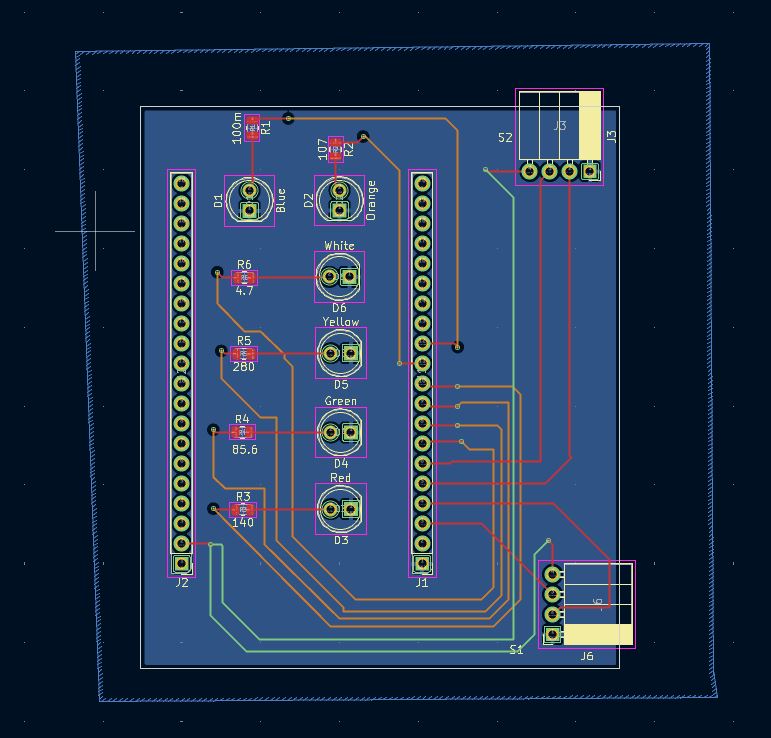 100m
R1
107
R2
S2
J3
J3
D1
Blue
D2
Orange
White
R6
4.7
D6
Yellow
R5
280
D5
Green
R4
85.6
D4
Red
R3
140
D3
J2
J1
J6
S1
J6